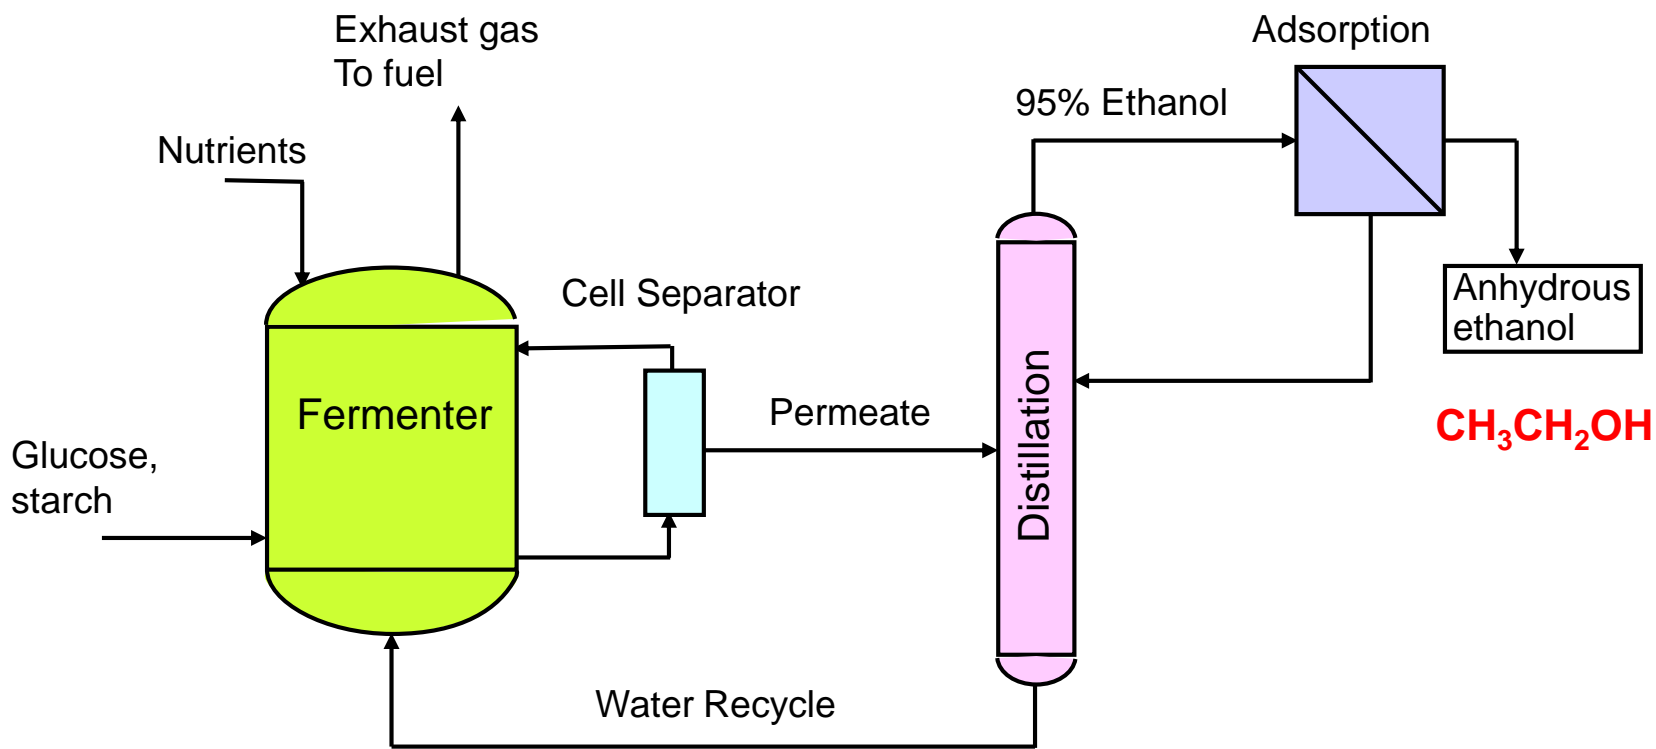 Exhaust gas
To fuel
Adsorption
95% Ethanol
Nutrients
Cell Separator
Anhydrous
ethanol
Fermenter
Permeate
Distillation
CH₃CH₂OH
Glucose,
starch
Water Recycle